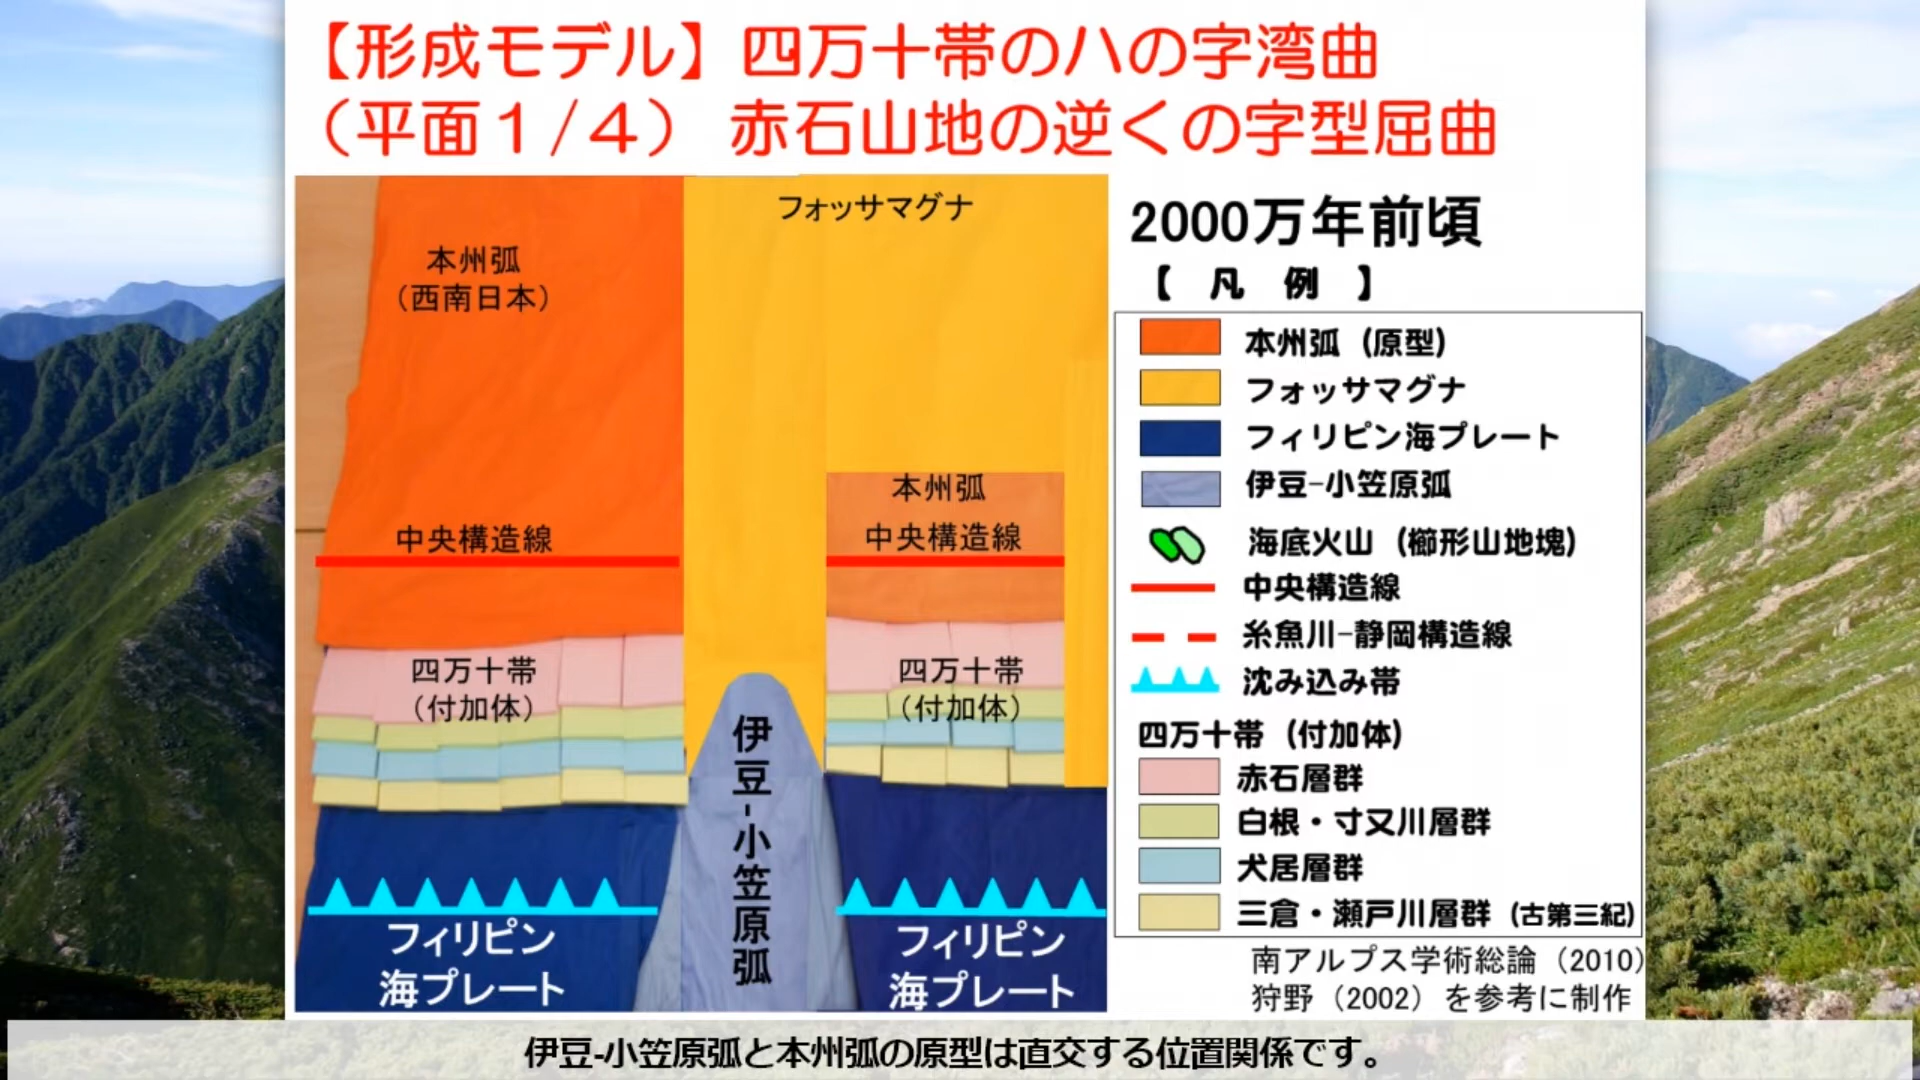 【形成モデル】四万十帯のハの字湾曲
（平面１/４） 赤石山地の逆くの字型屈曲
フォッサマグナ
本州弧
（西南日本）
中央構造線
四万十帯
（付加体）
フィリピン
海プレート
伊豆-小笠原弧
本州弧
中央構造線
四万十帯
（付加体）
フィリピン
海プレート
2000万年前頃
【 凡 例 】
本州弧（原型）
フォッサマグナ
フィリピン海プレート
伊豆-小笠原弧
海底火山（櫛形山地塊）
中央構造線
糸魚川-静岡構造線
沈み込み帯
四万十帯（付加体）
赤石層群
白根・寸又川層群
犬居層群
三倉・瀬戸川層群（古第三紀）
南アルプス学術総論（2010）
狩野（2002）を参考に制作
伊豆-小笠原弧と本州弧の原型は直交する位置関係です。